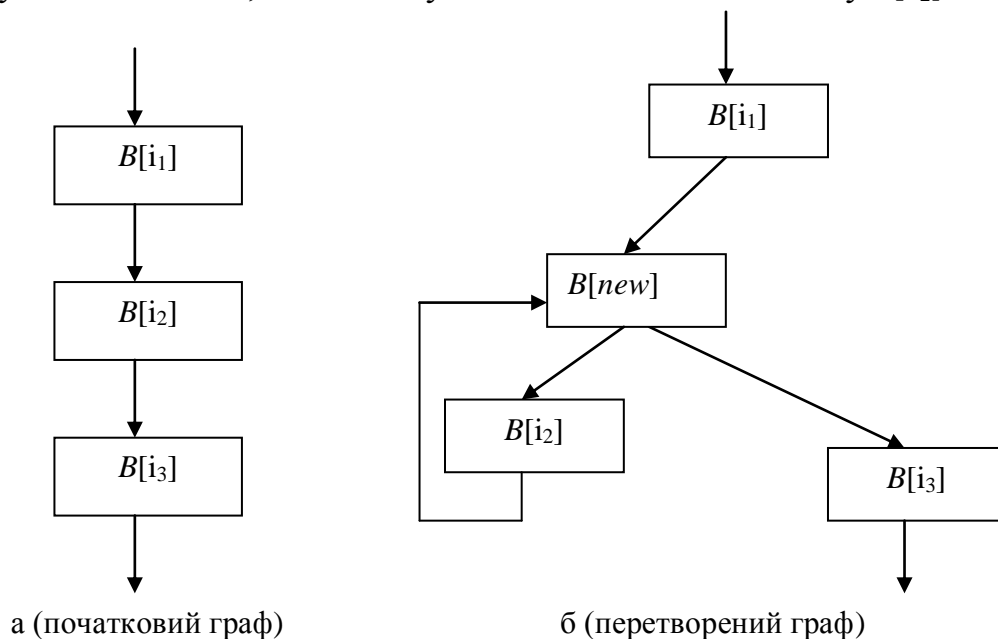 B[i₁]
B[i₂]
B[i₃]
а (початковий граф)
B[i₁]
B[new]
B[i₂]
B[i₃]
б (перетворений граф)